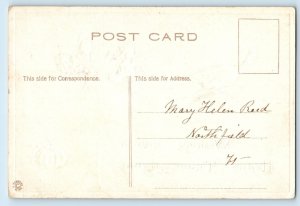 POST CARD
This side for Correspondence.
This side for Address.
Mary Helen Reed
Northfield
Vt